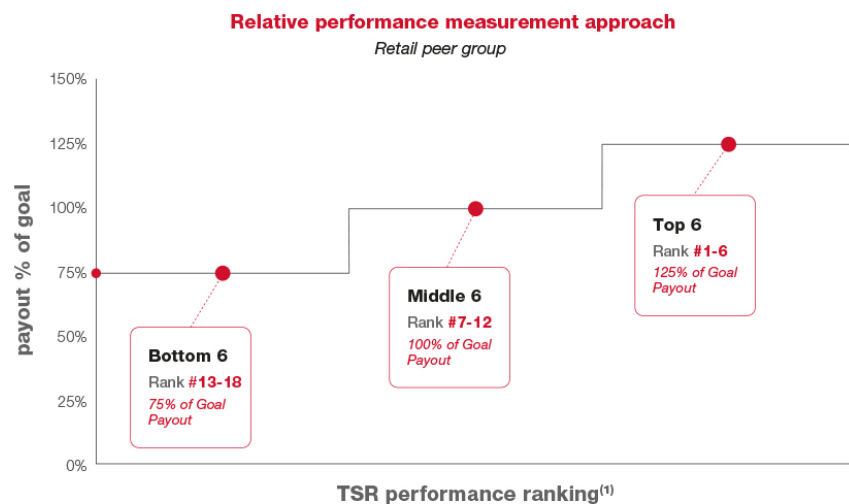 Relative performance measurement approach
Retail peer group
150%
125%
100%
75%
50%
25%
0%
payout % of goal
Top 6
Rank #1-6
125% of Goal
Payout
Middle 6
Rank #7-12
100% of Goal
Payout
Bottom 6
Rank #13-18
75% of Goal
Payout
TSR performance ranking(1)